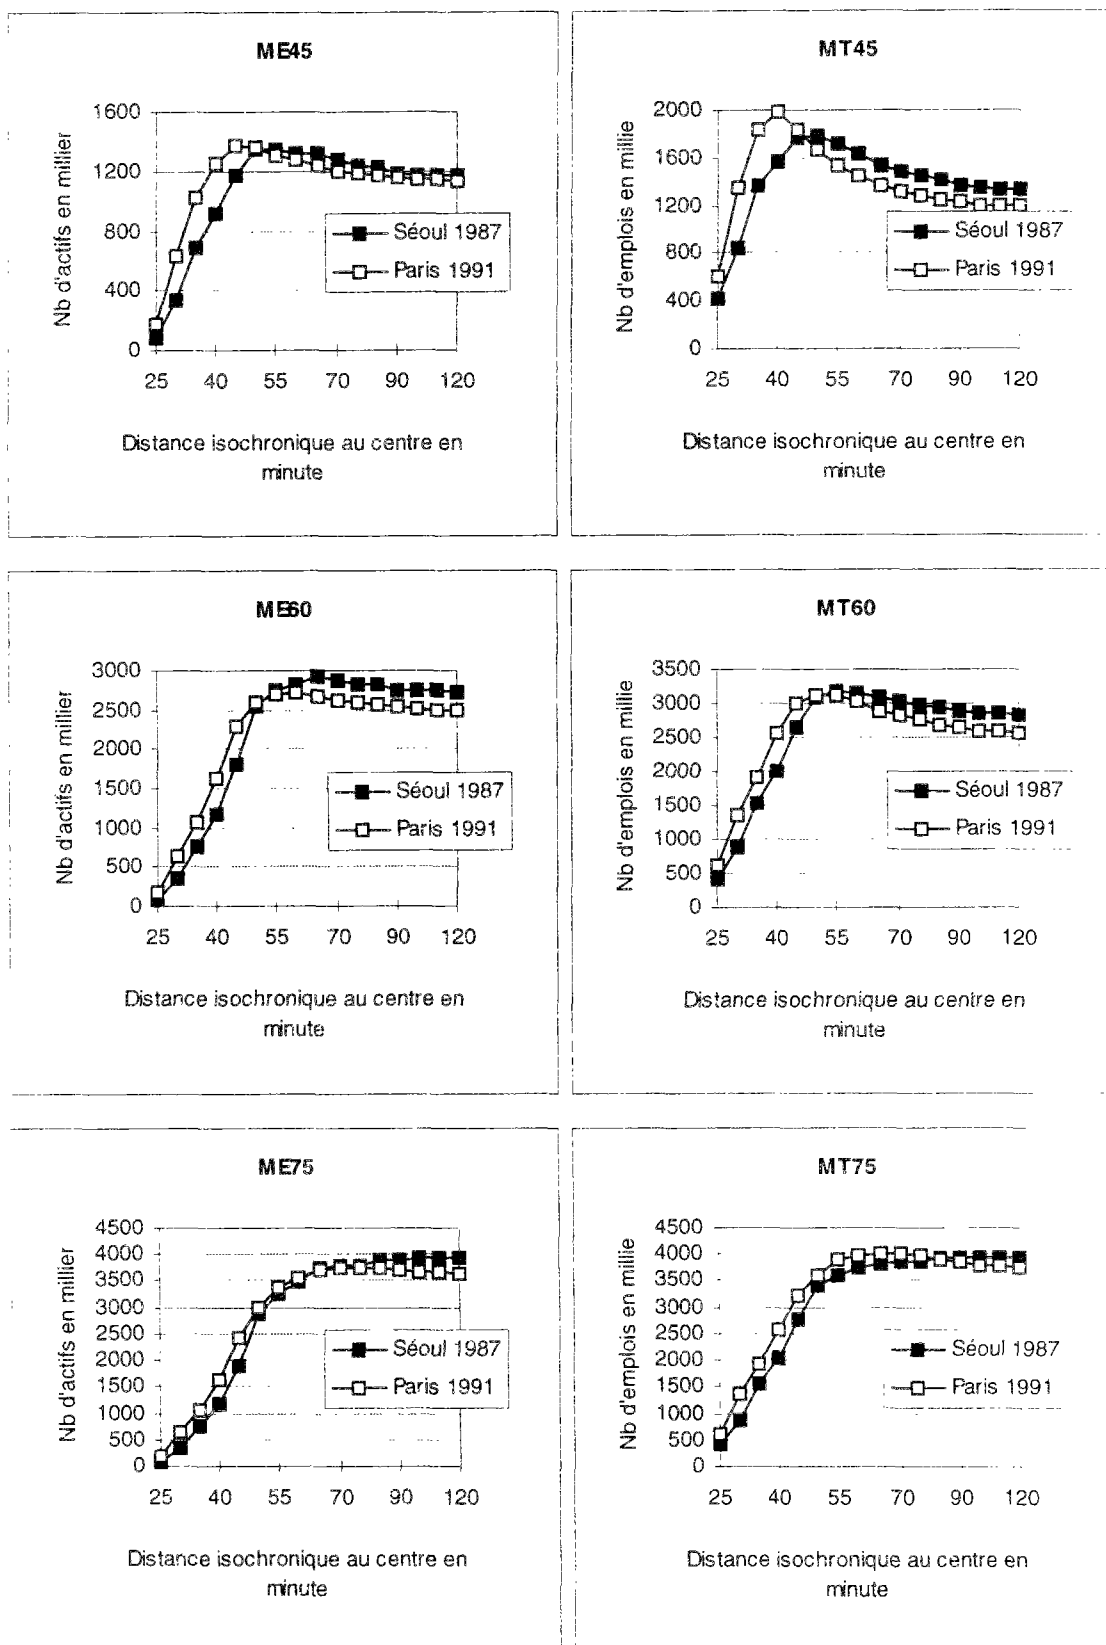 ME45
Nb d'actifs en millier
1600
1200
800
400
0
25 40 55 70 90 120
Séoul 1987
Paris 1991
Distance isochronique au centre en
minute
MT45
Nb d'emplois en millie
2000
1600
1200
800
400
0
25 40 55 70 90 120
Séoul 1987
Paris 1991
Distance isochronique au centre en
minute
ME60
Nb d'actifs en millier
3000
2500
2000
1500
1000
500
0
25 40 55 70 90 120
Séoul 1987
Paris 1991
Distance isochronique au centre en
minute
MT60
Nb d'emplois en millie
3500
3000
2500
2000
1500
1000
500
0
25 40 55 70 90 120
Séoul 1987
Paris 1991
Distance isochronique au centre en
minute
ME75
Nb d'actifs en millier
4500
4000
3500
3000
2500
2000
1500
1000
500
0
25 40 55 70 90 120
Séoul 1987
Paris 1991
Distance isochronique au centre en
minute
MT75
Nb d'emplois en millie
4500
4000
3500
3000
2500
2000
1500
1000
500
0
25 40 55 70 90 120
Séoul 1987
Paris 1991
Distance isochronique au centre en
minute